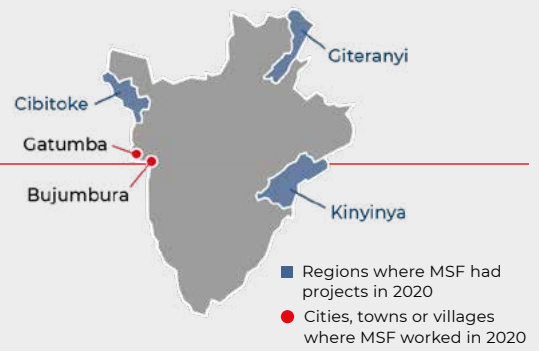 Giteranyi
Cibitoke
Gatumba
Bujumbura
Kinyinya
Regions where MSF had
projects in 2020
Cities, towns or villages
where MSF worked in 2020